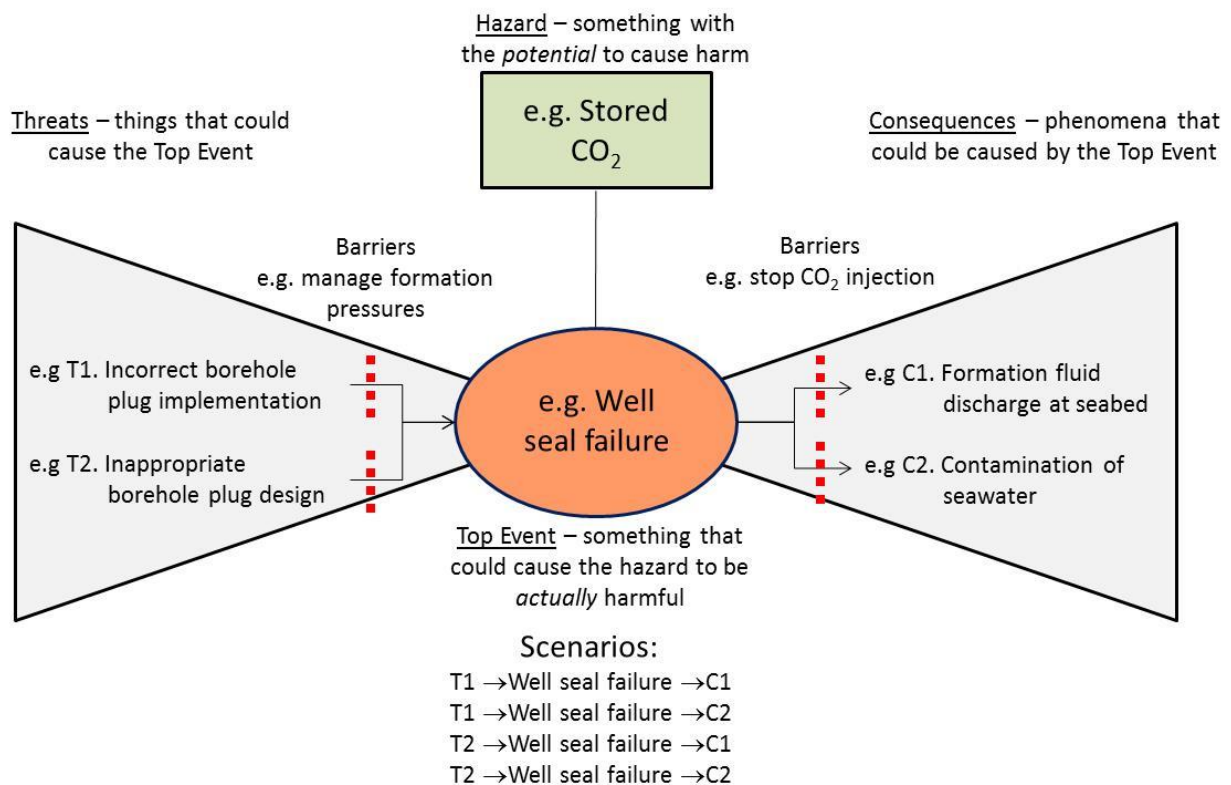 Hazard – something with
the potential to cause harm
e.g. Stored
CO₂
Threats – things that could
cause the Top Event
Consequences – phenomena that
could be caused by the Top Event
Barriers
e.g. manage formation
pressures
Barriers
e.g. stop CO₂ injection
e.g T1. Incorrect borehole
plug implementation
e.g T2. Inappropriate
borehole plug design
e.g. Well
seal failure
e.g C1. Formation fluid
discharge at seabed
e.g C2. Contamination of
seawater
Top Event – something that
could cause the hazard to be
actually harmful
Scenarios:
T1 →Well seal failure →C1
T1 →Well seal failure →C2
T2 →Well seal failure →C1
T2 →Well seal failure →C2